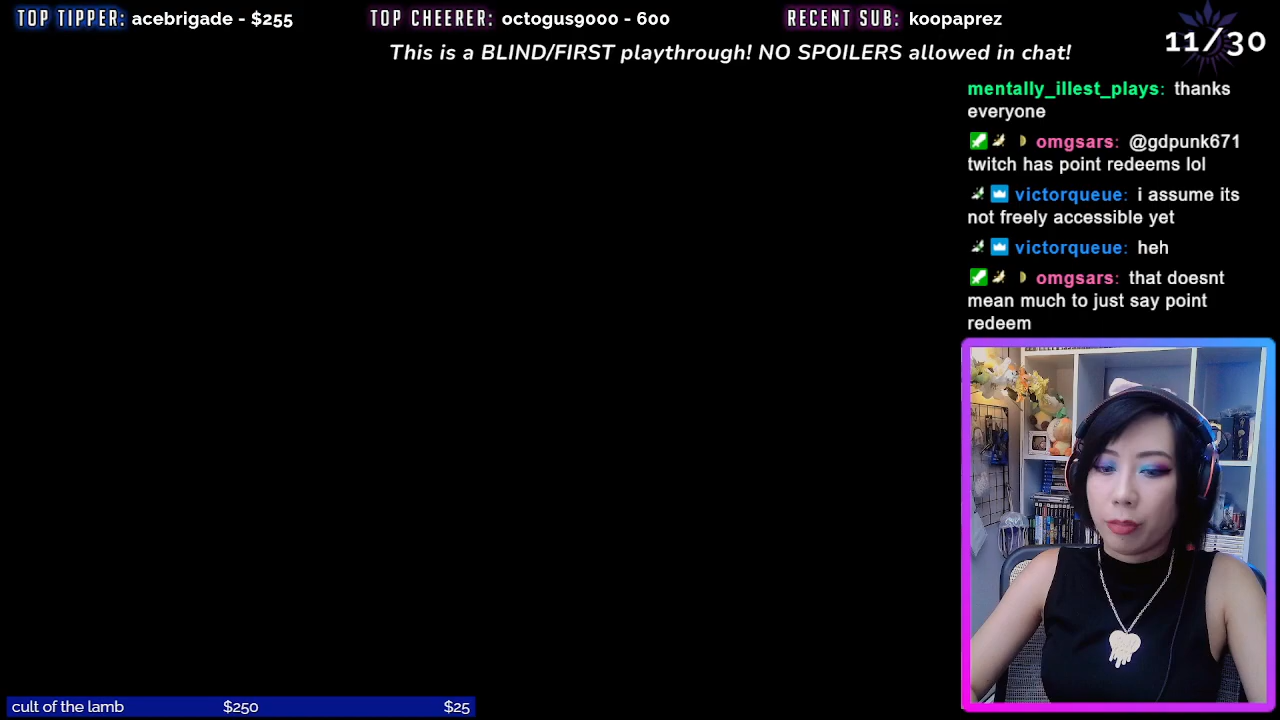 TOP TIPPER: acebrigade - $255
TOP CHEERER: octogus9000 - 600
RECENT SUB: koopaprez
11/30
This is a BLIND/FIRST playthrough! NO SPOILERS allowed in chat!
mentally_illest_plays: thanks
everyone
omgsars: @gdpunk671
twitch has point redeems lol
victorqueue: i assume its
not freely accessible yet
victorqueue: heh
omgsars: that doesnt
mean much to just say point
redeem
cult of the lamb $250 $25